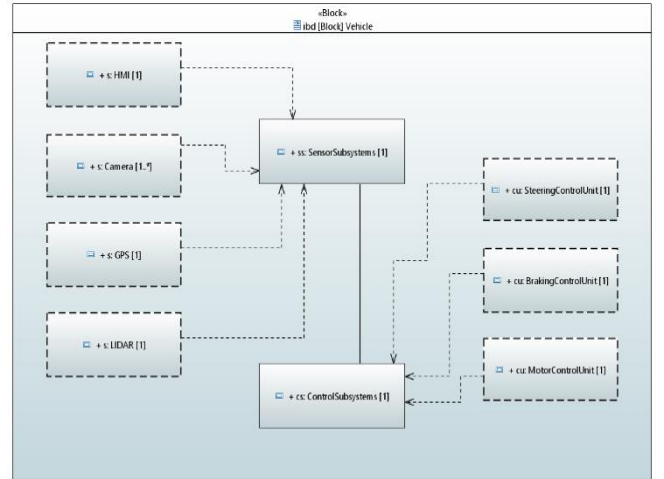 «Block»
ibd [Block] Vehicle
+ s: HMI [1]
+ ss: SensorSubsystems [1]
+ s: Camera [1..*]
+ cu: SteeringControlUnit [1]
+ s: GPS [1]
+ cu: BrakingControlUnit [1]
+ s: LIDAR [1]
+ cu: MotorControlUnit [1]
+ cs: ControlSubsystems [1]